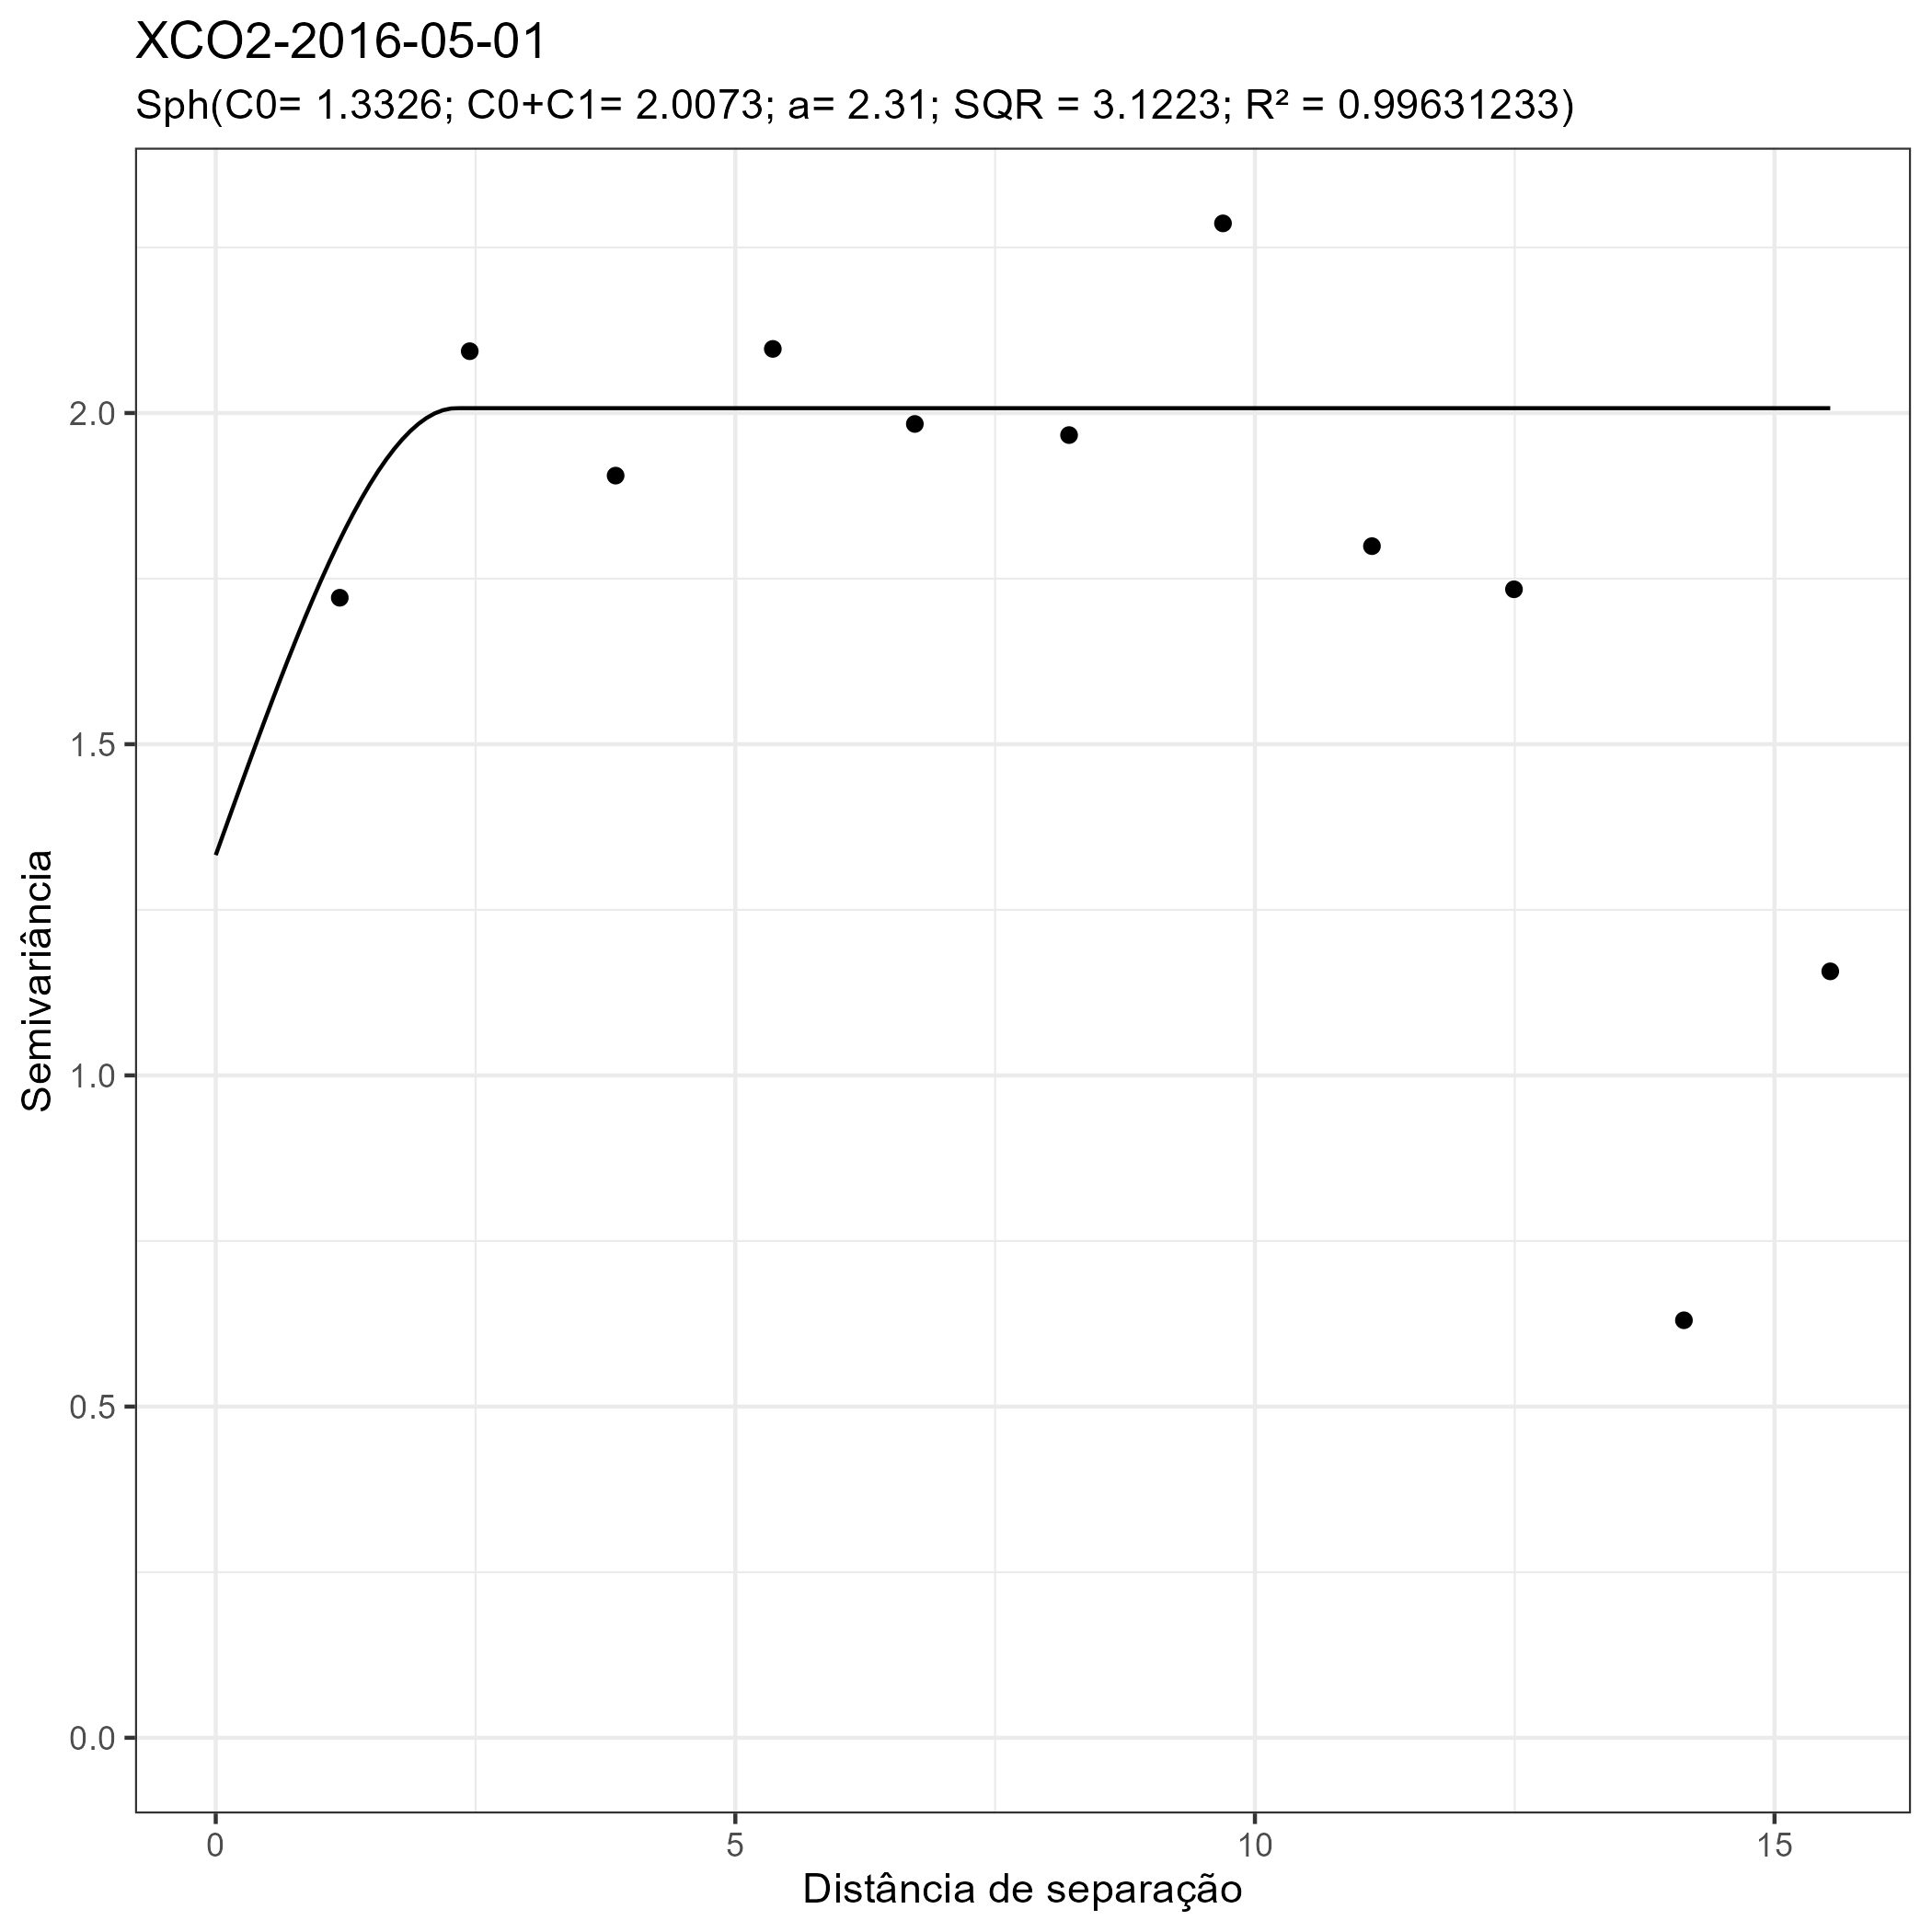 XCO2-2016-05-01
Sph(C0= 1.3326; C0+C1= 2.0073; a= 2.31; SQR = 3.1223; R² = 0.99631233)
Semivariância
2.0
1.5
1.0
0.5
0.0
0 5 10 15
Distância de separação